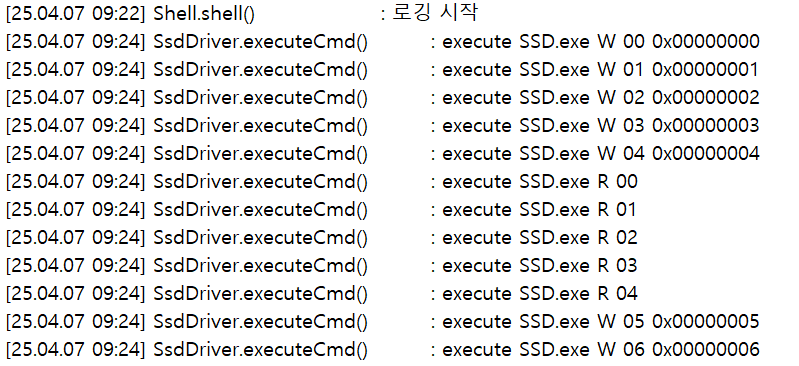 [25.04.07 09:22] Shell.shell() : 로깅 시작
[25.04.07 09:24] SsdDriver.executeCmd() : execute SSD.exe W 00 0x00000000
[25.04.07 09:24] SsdDriver.executeCmd() : execute SSD.exe W 01 0x00000001
[25.04.07 09:24] SsdDriver.executeCmd() : execute SSD.exe W 02 0x00000002
[25.04.07 09:24] SsdDriver.executeCmd() : execute SSD.exe W 03 0x00000003
[25.04.07 09:24] SsdDriver.executeCmd() : execute SSD.exe W 04 0x00000004
[25.04.07 09:24] SsdDriver.executeCmd() : execute SSD.exe R 00
[25.04.07 09:24] SsdDriver.executeCmd() : execute SSD.exe R 01
[25.04.07 09:24] SsdDriver.executeCmd() : execute SSD.exe R 02
[25.04.07 09:24] SsdDriver.executeCmd() : execute SSD.exe R 03
[25.04.07 09:24] SsdDriver.executeCmd() : execute SSD.exe R 04
[25.04.07 09:24] SsdDriver.executeCmd() : execute SSD.exe W 05 0x00000005
[25.04.07 09:24] SsdDriver.executeCmd() : execute SSD.exe W 06 0x00000006